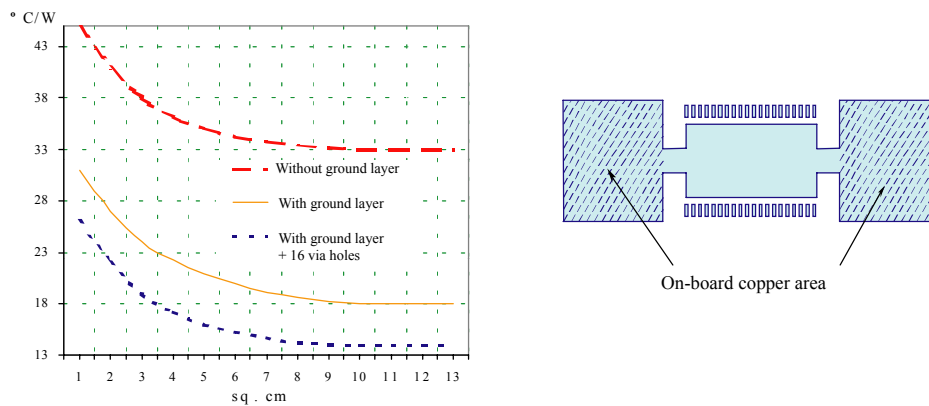 ° C/W
43
38
33
28
23
18
13
Without ground layer
With ground layer
With ground layer
+ 16 via holes
1 2 3 4 5 6 7 8 9 10 11 12 13
sq . cm
On-board copper area